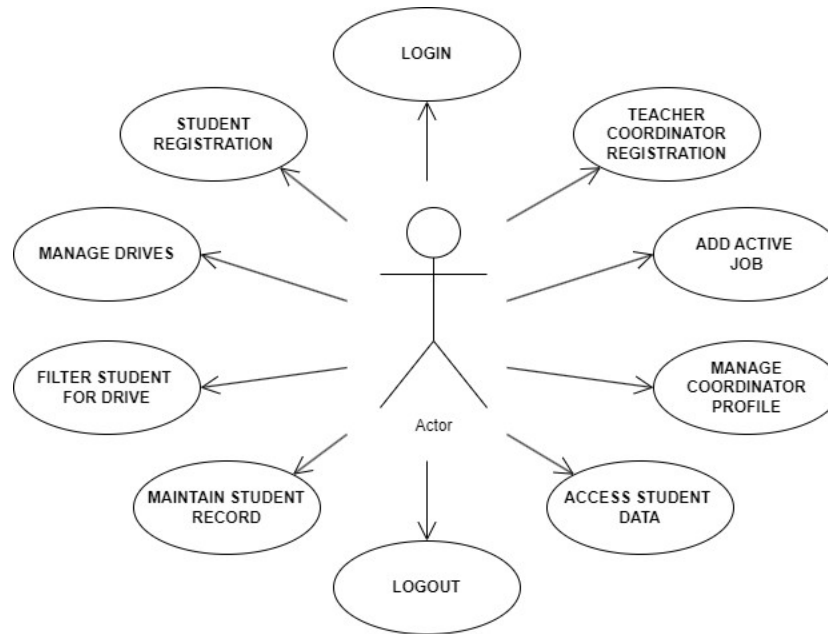 LOGIN
STUDENT
REGISTRATION
TEACHER
COORDINATOR
REGISTRATION
MANAGE DRIVES
ADD ACTIVE
JOB
FILTER STUDENT
FOR DRIVE
MANAGE
COORDINATOR
PROFILE
Actor
MAINTAIN STUDENT
RECORD
ACCESS STUDENT
DATA
LOGOUT